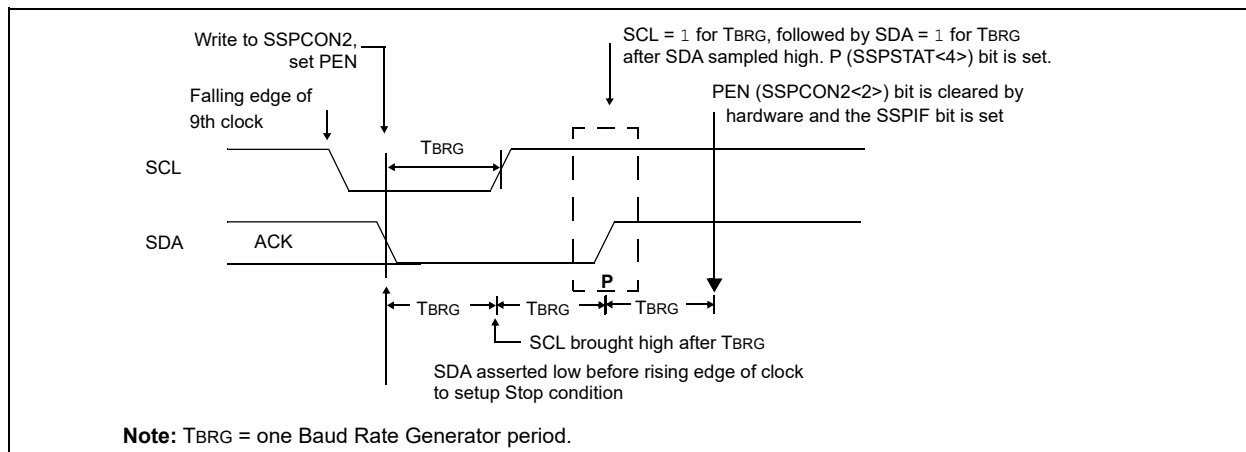 Write to SSPCON2,
set PEN
SCL = 1 for TBRG, followed by SDA = 1 for TBRG
after SDA sampled high. P (SSPSTAT<4>) bit is set.
Falling edge of
9th clock
PEN (SSPCON2<2>) bit is cleared by
hardware and the SSPIF bit is set
TBRG
SCL
SDA
ACK
P
TBRG
TBRG
TBRG
SCL brought high after TBRG
SDA asserted low before rising edge of clock
to setup Stop condition
Note: TBRG = one Baud Rate Generator period.